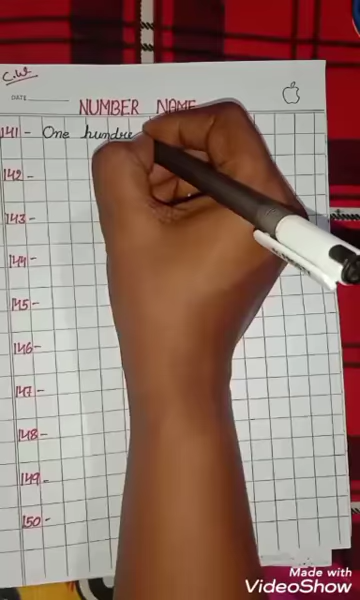 C.W
DATE
NUMBER NAME
141- One hundre
142-
143-
144-
145-
146-
147-
148-
149-
150-
Made with
VideoShow